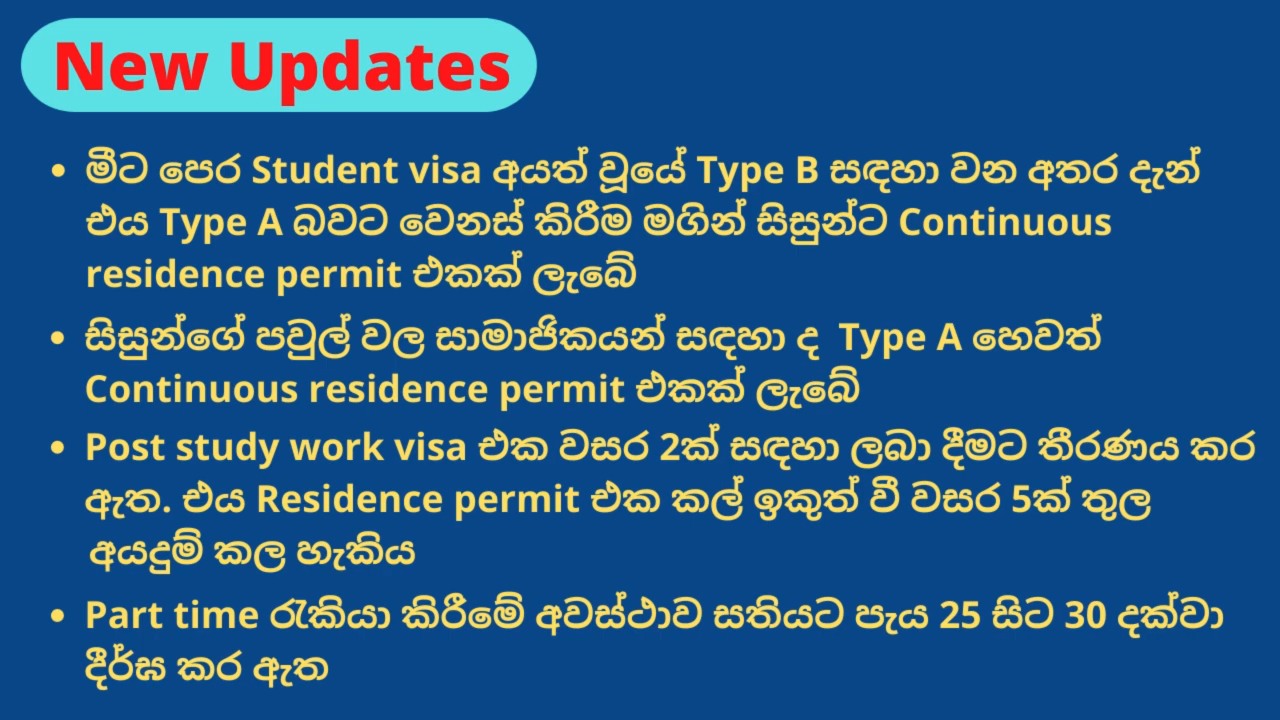 New Updates
• මීට පෙර Student visa අයත් වූයේ Type B සඳහා වන අතර දැන්
එය Type A බවට වෙනස් කිරීම මගින් සිසුන්ට Continuous
residence permit එකක් ලැබේ
• සිසුන්ගේ පවුල් වල සාමාජිකයන් සඳහා ද Type A හෙවත්
Continuous residence permit එකක් ලැබේ
• Post study work visa එක වසර 2ක් සඳහා ලබා දීමට තීරණය කර
ඇත. එය Residence permit එක කල් ඉකුත් වී වසර 5ක් තුල
අයදුම් කල හැකිය
• Part time රැකියා කිරීමේ අවස්ථාව සතියට පැය 25 සිට 30 දක්වා
දීර්ඝ කර ඇත